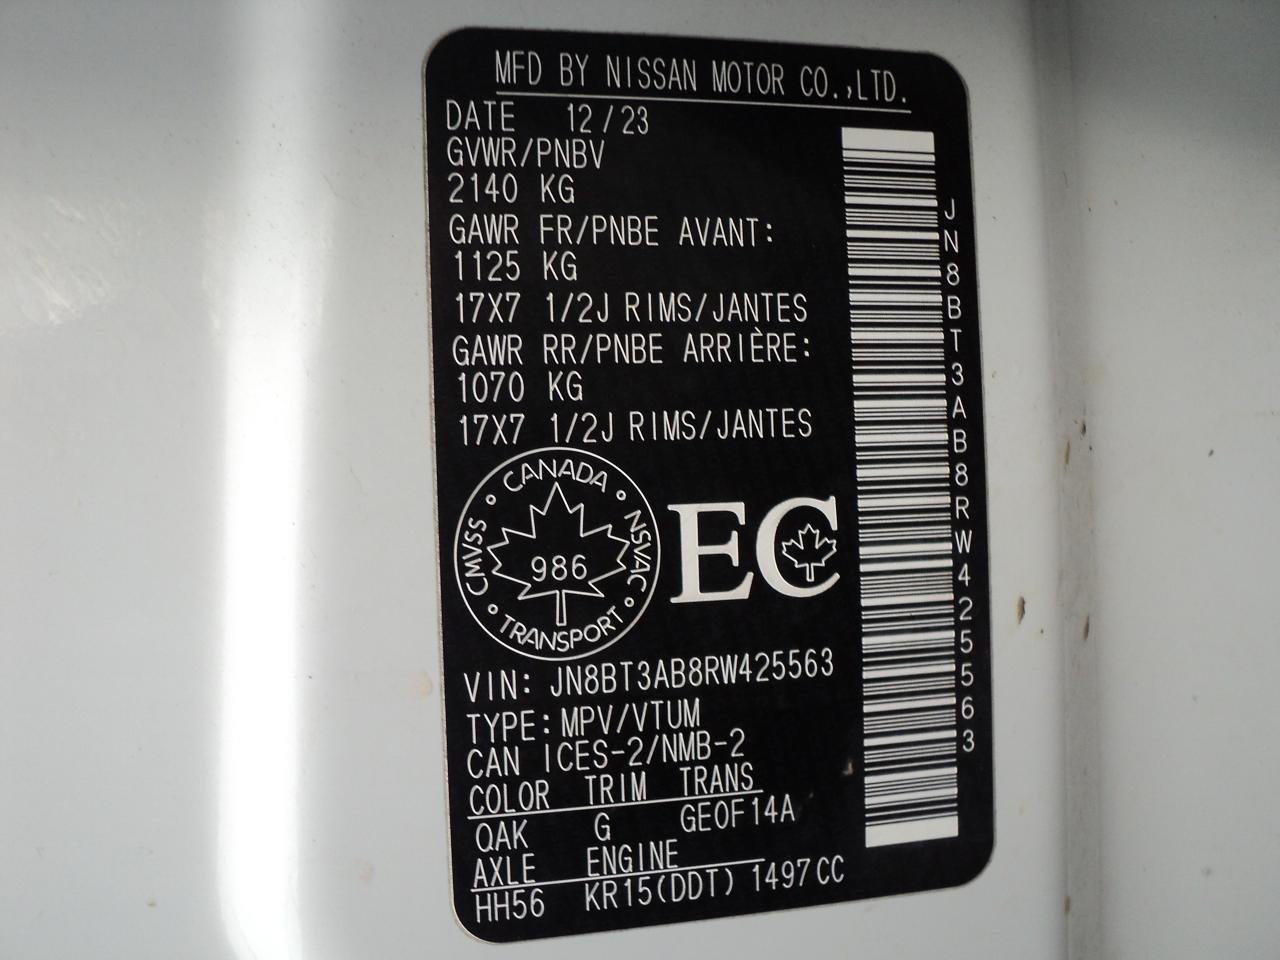 MFD BY NISSAN MOTOR CO.,LTD.
DATE 12/23
GVWR/PNBV
2140 KG
GAWR FR/PNBE AVANT:
1125 KG
17X7 1/2J RIMS/JANTES
GAWR RR/PNBE ARRIÈRE:
1070 KG
17X7 1/2J RIMS/JANTES
CANADA
CMVSS
NSVAC
986
TRANSPORT
EC
VIN: JN8BT3AB8RW425563
TYPE: MPV/VTUM
CAN ICES-2/NMB-2
COLOR TRIM TRANS
QAK G GEOF14A
AXLE ENGINE
HH56 KR15(DDT) 1497CC
JN8BT3AB8RW425563